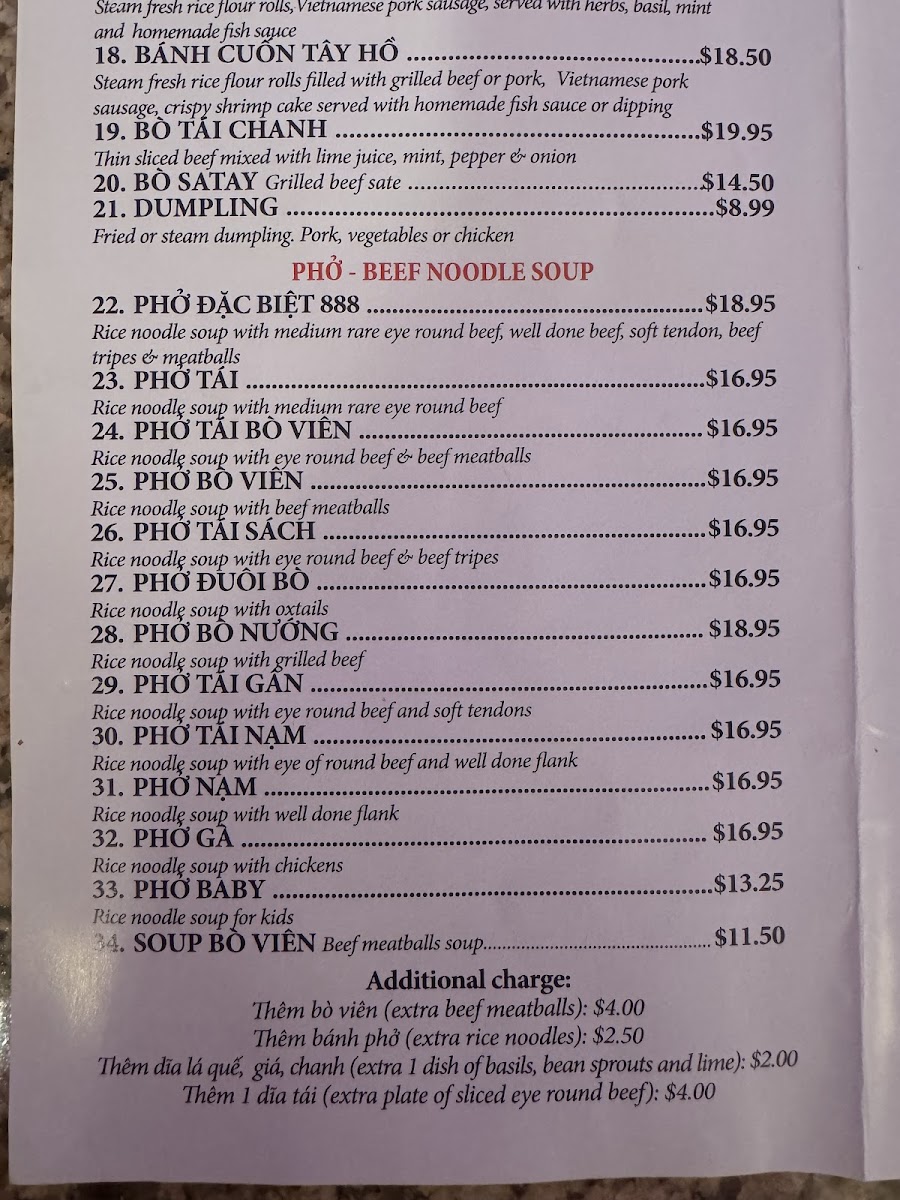 Steam fresh rice flour rolls, Vietnamese pork sausage, served with herbs, basil, mint
and homemade fish sauce
18. BÁNH CUỐN TÂY HỒ ........................................................$18.50
Steam fresh rice flour rolls filled with grilled beef or pork, Vietnamese pork
sausage, crispy shrimp cake served with homemade fish sauce or dipping
19. BÒ TÁI CHANH ....................................................................$19.95
Thin sliced beef mixed with lime juice, mint, pepper & onion
20. BÒ SATAY Grilled beef sate ........................................................$14.50
21. DUMPLING .............................................................................$8.99
Fried or steam dumpling. Pork, vegetables or chicken
PHỞ - BEEF NOODLE SOUP
22. PHỞ ĐẶC BIỆT 888 ................................................................$18.95
Rice noodle soup with medium rare eye round beef, well done beef, soft tendon, beef
tripes & meatballs
23. PHỞ TÁI .....................................................................................$16.95
Rice noodle soup with medium rare eye round beef
24. PHỞ TÁI BÒ VIÊN ................................................................. $16.95
Rice noodle soup with eye round beef & beef meatballs
25. PHỞ BÒ VIÊN ..........................................................................$16.95
Rice noodle soup with beef meatballs
26. PHỞ TÁI SÁCH ........................................................................$16.95
Rice noodle soup with eye round beef & beef tripes
27. PHỞ ĐUÔI BÒ .........................................................................$16.95
Rice noodle soup with oxtails
28. PHỞ BÒ NƯỚNG ................................................................... $18.95
Rice noodle soup with grilled beef
29. PHỞ TÁI GÂN ..........................................................................$16.95
Rice noodle soup with eye round beef and soft tendons
30. PHỞ TÁI NẠM ......................................................................... $16.95
Rice noodle soup with eye of round beef and well done flank
31. PHỞ NẠM ..................................................................................$16.95
Rice noodle soup with well done flank
32. PHỞ GÀ ...................................................................................... $16.95
Rice noodle soup with chickens
33. PHỞ BABY .................................................................................$13.25
Rice noodle soup for kids
34. SOUP BÒ VIÊN Beef meatballs soup............................................. $11.50
Additional charge:
Thêm bò viên (extra beef meatballs): $4.00
Thêm bánh phở (extra rice noodles): $2.50
Thêm dĩa lá quế, giá, chanh (extra 1 dish of basils, bean sprouts and lime): $2.00
Thêm 1 dĩa tái (extra plate of sliced eye round beef): $4.00